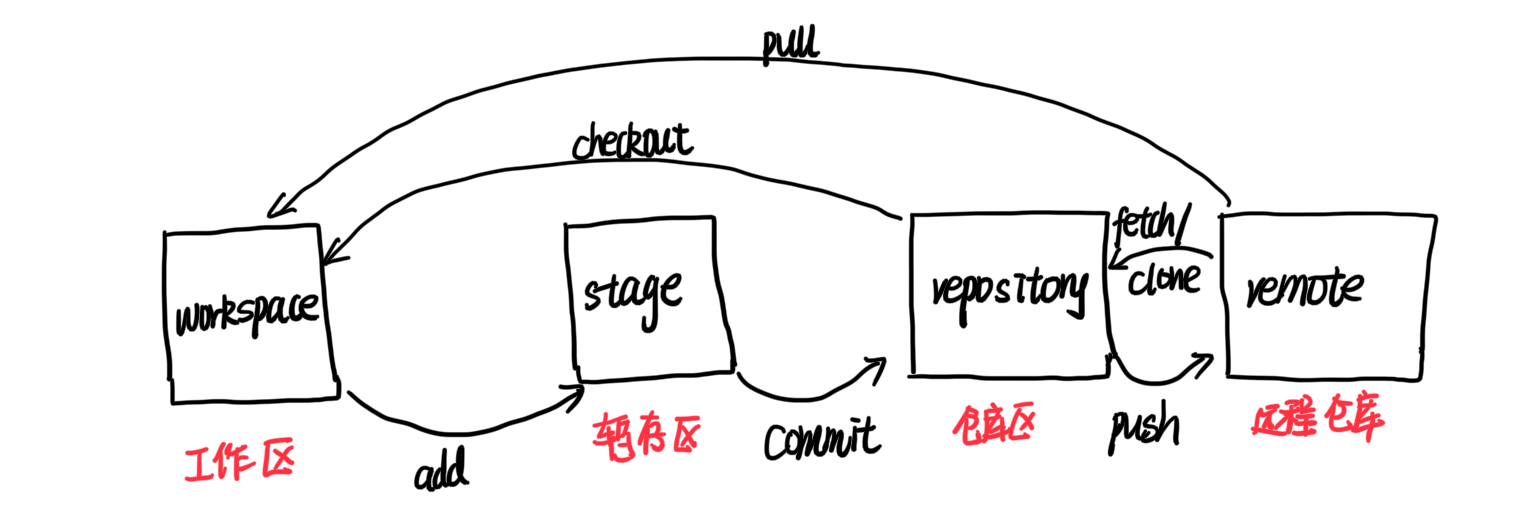 pull
checkout
workspace
stage
repository
fetch/
clone
remote
工作区
add
暂存区
commit
仓库区
push
远程仓库